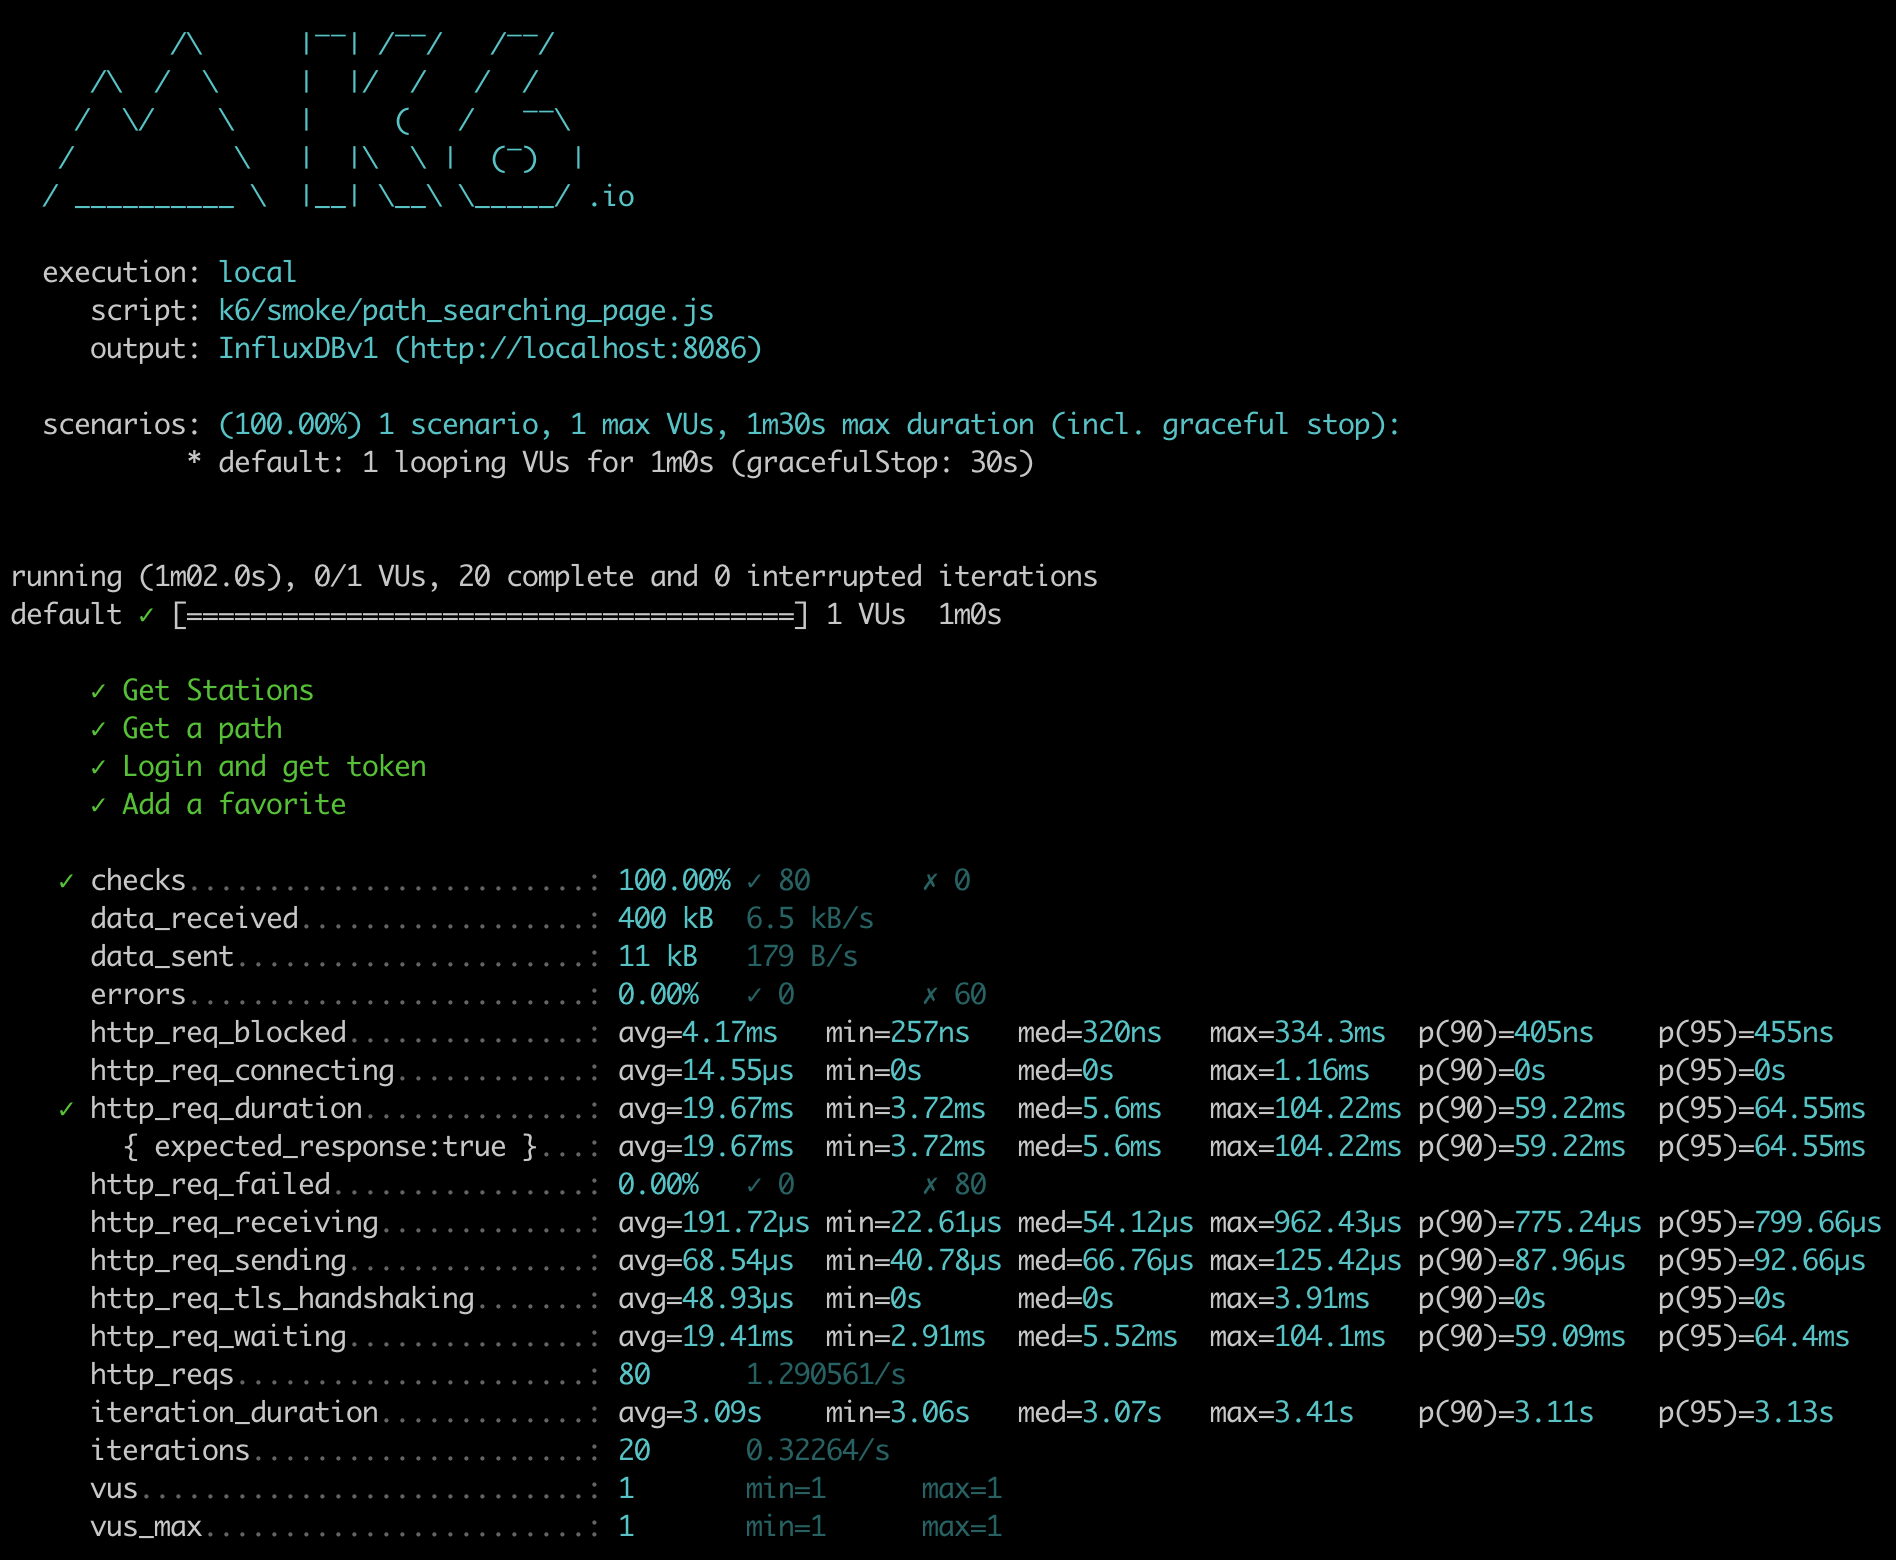 /\      |‾‾| /‾‾/   /‾‾/
     /\  /  \     |  |/  /   /  /
    /  \/    \    |     (   /   ‾‾\
   /          \   |  |\  \ |  (‾)  |
  / __________ \  |__| \__\ \_____/ .io
  execution: local
     script: k6/smoke/path_searching_page.js
     output: InfluxDBv1 (http://localhost:8086)
  scenarios: (100.00%) 1 scenario, 1 max VUs, 1m30s max duration (incl. graceful stop):
           * default: 1 looping VUs for 1m0s (gracefulStop: 30s)
running (1m02.0s), 0/1 VUs, 20 complete and 0 interrupted iterations
default ✓ [======================================] 1 VUs  1m0s
     ✓ Get Stations
     ✓ Get a path
     ✓ Login and get token
     ✓ Add a favorite
   ✓ checks.........................: 100.00% ✓ 80       ✗ 0
     data_received..................: 400 kB  6.5 kB/s
     data_sent......................: 11 kB   179 B/s
     errors.........................: 0.00%   ✓ 0        ✗ 60
     http_req_blocked...............: avg=4.17ms   min=257ns   med=320ns   max=334.3ms  p(90)=405ns    p(95)=455ns
     http_req_connecting............: avg=14.55µs  min=0s      med=0s      max=1.16ms   p(90)=0s       p(95)=0s
   ✓ http_req_duration..............: avg=19.67ms  min=3.72ms  med=5.6ms   max=104.22ms p(90)=59.22ms  p(95)=64.55ms
       { expected_response:true }...: avg=19.67ms  min=3.72ms  med=5.6ms   max=104.22ms p(90)=59.22ms  p(95)=64.55ms
     http_req_failed................: 0.00%   ✓ 0        ✗ 80
     http_req_receiving.............: avg=191.72µs min=22.61µs med=54.12µs max=962.43µs p(90)=775.24µs p(95)=799.66µs
     http_req_sending...............: avg=68.54µs  min=40.78µs med=66.76µs max=125.42µs p(90)=87.96µs  p(95)=92.66µs
     http_req_tls_handshaking.......: avg=48.93µs  min=0s      med=0s      max=3.91ms   p(90)=0s       p(95)=0s
     http_req_waiting...............: avg=19.41ms  min=2.91ms  med=5.52ms  max=104.1ms  p(90)=59.09ms  p(95)=64.4ms
     http_reqs......................: 80      1.290561/s
     iteration_duration.............: avg=3.09s    min=3.06s   med=3.07s   max=3.41s    p(90)=3.11s    p(95)=3.13s
     iterations.....................: 20      0.32264/s
     vus............................: 1       min=1      max=1
     vus_max........................: 1       min=1      max=1